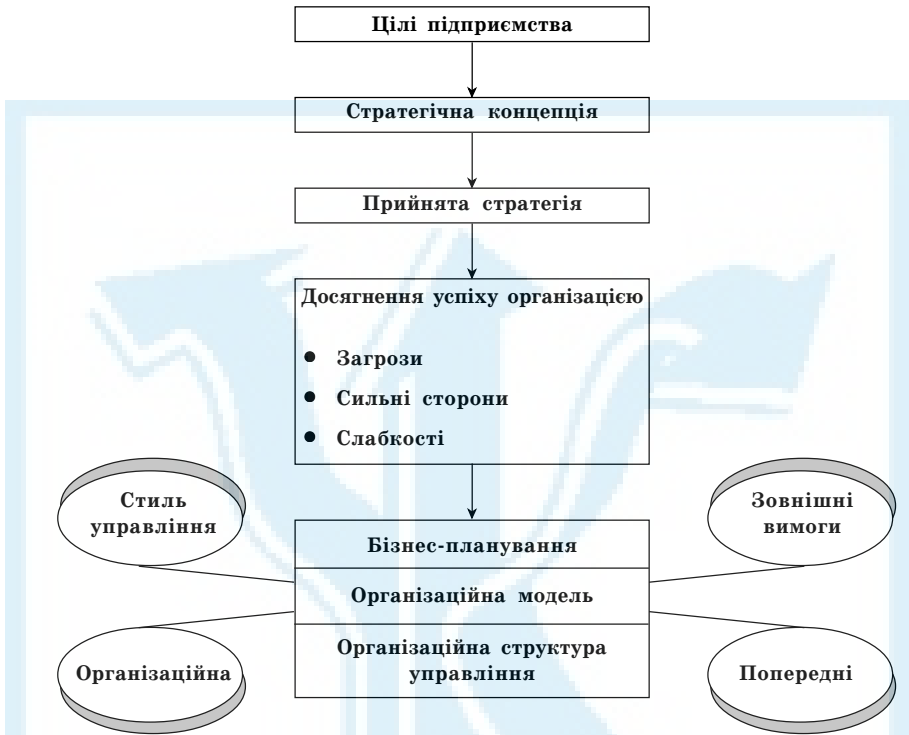 Цілі підприємства
Стратегічна концепція
Прийнята стратегія
Досягнення успіху організацією
● Загрози
● Сильні сторони
● Слабкості
Стиль
управління
Зовнішні
вимоги
Бізнес-планування
Організаційна модель
Організаційна структура
управління
Організаційна
Попередні